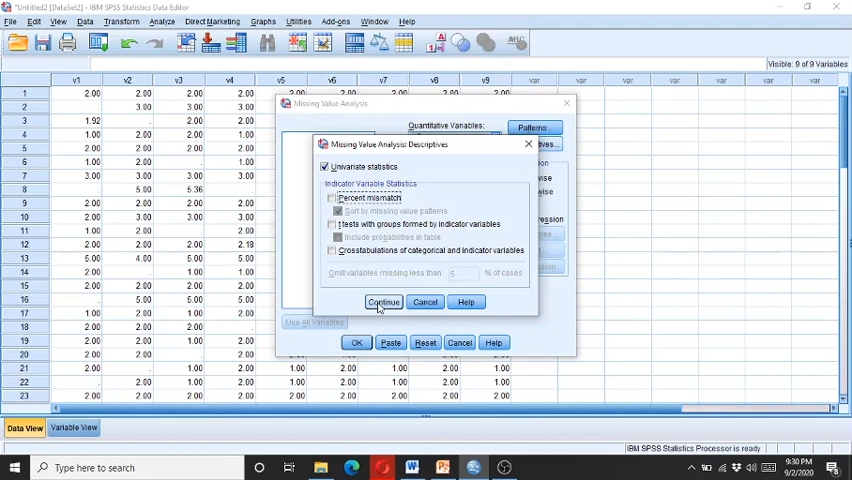 *Untitled2 [DataSet2] - IBM SPSS Statistics Data Editor
File Edit View Data Transform Analyze Direct Marketing Graphs Utilities Add-ons Window Help
Visible: 9 of 9 Variables
v1 v2 v3 v4 v5 v6 v7 v8 v9 var var var var var
1 2.00 2.00 2.00 2.00
2 . 3.00 3.00 3.00
3 1.92 . 2.00 2.00
4 1.00 2.00 2.00 2.00
5 2.00 2.00 2.00 2.00
6 1.00 2.00 . 1.00
7 3.00 3.00 3.00 3.00
8 . 5.00 5.36 .
9 2.00 2.00 2.00 2.00
10 3.00 3.00 3.00 3.00
11 2.00 2.00 2.00 2.00
12 2.00 2.00 2.00 2.18
13 5.00 4.00 5.00 5.00
14 2.00 . 1.00 1.00
15 2.00 2.00 2.00 2.00
16 . 5.00 5.00 5.00
17 1.00 2.00 1.00 2.00
18 2.00 2.00 2.00 .
19 . 2.00 1.00 1.00
20 2.00 2.00 . 2.00 2.00 2.00 2.00 2.00 2.00
21 . 1.00 2.00 1.00 1.00 2.00 1.00 2.00 1.00
22 . 2.00 1.00 2.00 1.00 2.00 2.00 1.00 1.00
23 2.00 2.00 2.00 2.00 2.00 2.00 2.00 2.00 2.00
Missing Value Analysis
Quantitative Variables:
Patterns...
Use All Variables
OK Paste Reset Cancel Help
Missing Value Analysis: Descriptives
Univariate statistics
Indicator Variable Statistics
Percent mismatch
Sort by missing value patterns
t tests with groups formed by indicator variables
Include probabilities in table
Crosstabulations of categorical and indicator variables
Omit variables missing less than 5 % of cases
Continue Cancel Help
Data View Variable View
IBM SPSS Statistics Processor is ready
Type here to search
9:30 PM
9/2/2020